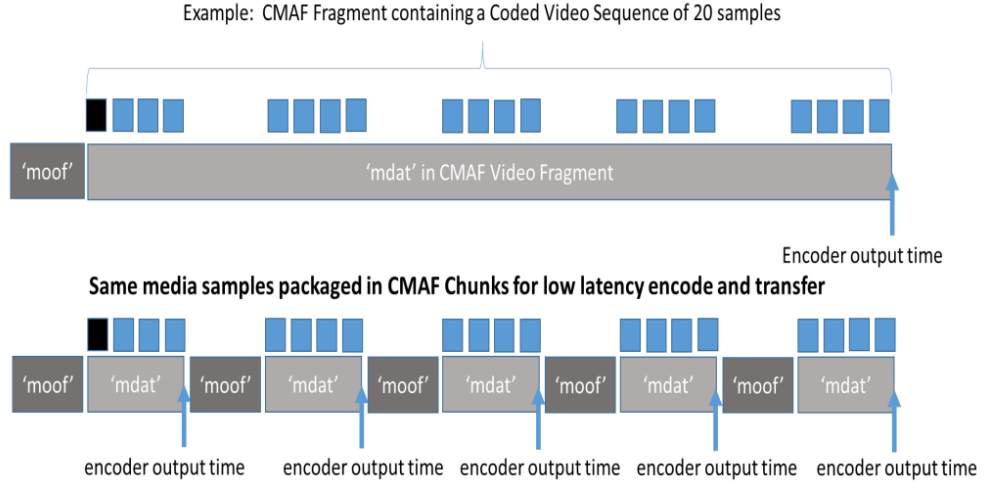 Example: CMAF Fragment containing a Coded Video Sequence of 20 samples
‘moof’ ‘mdat’ in CMAF Video Fragment
Encoder output time
Same media samples packaged in CMAF Chunks for low latency encode and transfer
‘moof’ ‘mdat’ ‘moof’ ‘mdat’ ‘moof’ ‘mdat’ ‘moof’ ‘mdat’ ‘moof’ ‘mdat’
encoder output time encoder output time encoder output time encoder output time encoder output time